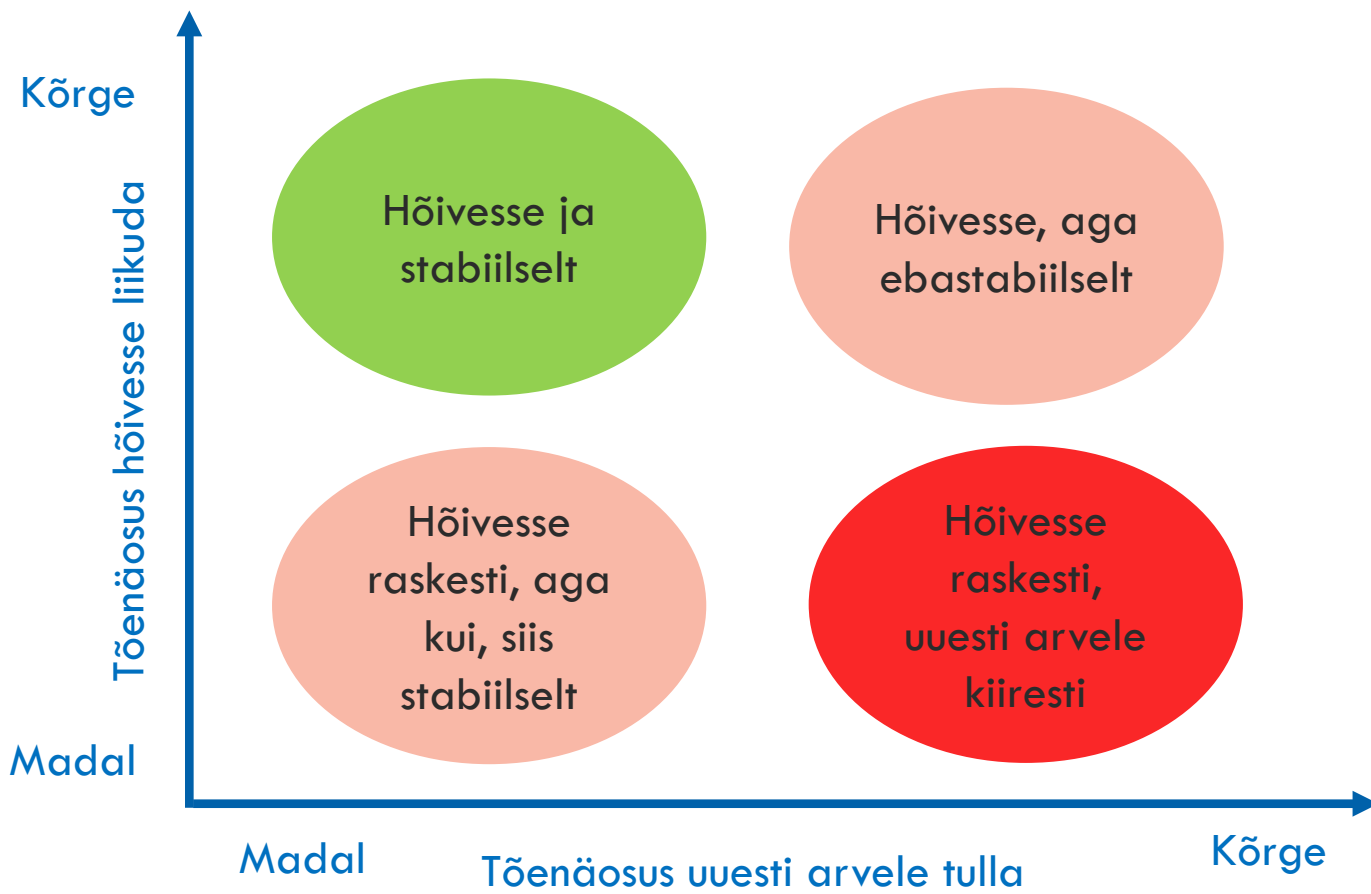 Kõrge
Tõenäosus hõivesse liikuda
Madal
Hõivesse ja
stabiilselt
Hõivesse, aga
ebastabiilselt
Hõivesse
raskesti, aga
kui, siis
stabiilselt
Hõivesse
raskesti,
uuesti arvele
kiiresti
Madal
Tõenäosus uuesti arvele tulla
Kõrge